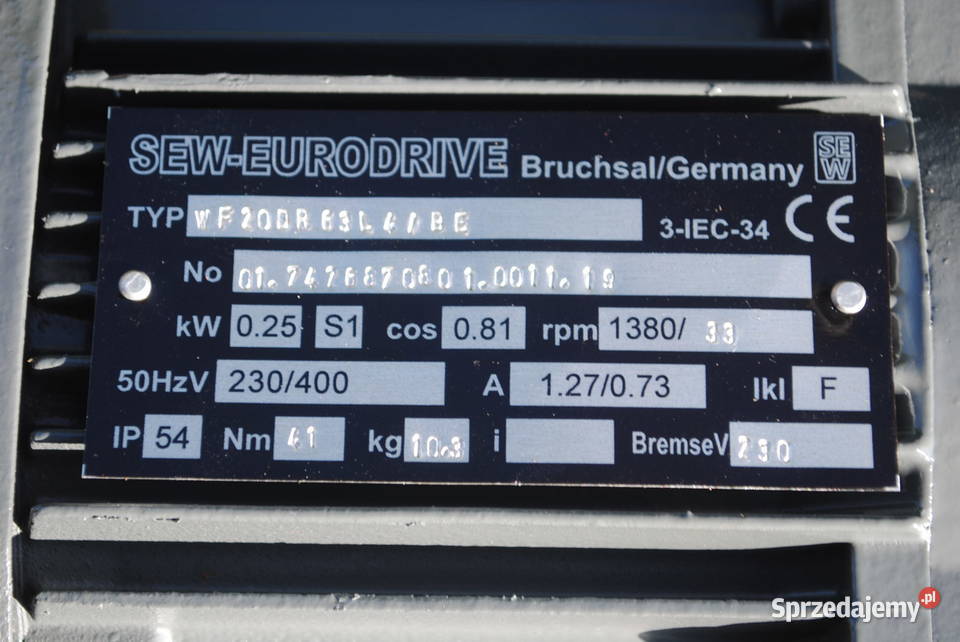 SEW-EURODRIVE Bruchsal/Germany SEW
TYP WF20DR63L4/BE 3-IEC-34 CE
No 01.7476870801.0011.19
kW 0.25 S1 cos 0.81 rpm 1380/ 33
50HzV 230/400 A 1.27/0.73 Jkl F
IP 54 Nm 41 kg 10.3 i BremseV 230
Sprzedajemy.pl